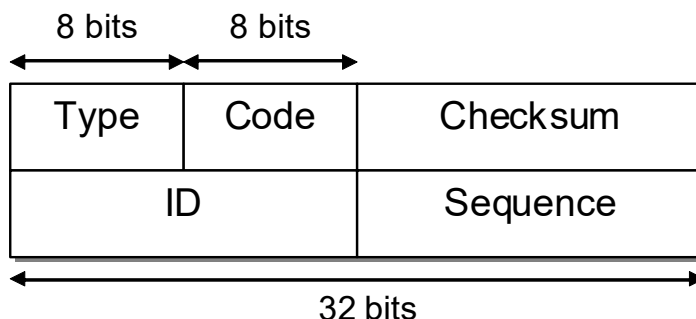 8 bits 8 bits
Type Code Checksum
ID Sequence
32 bits